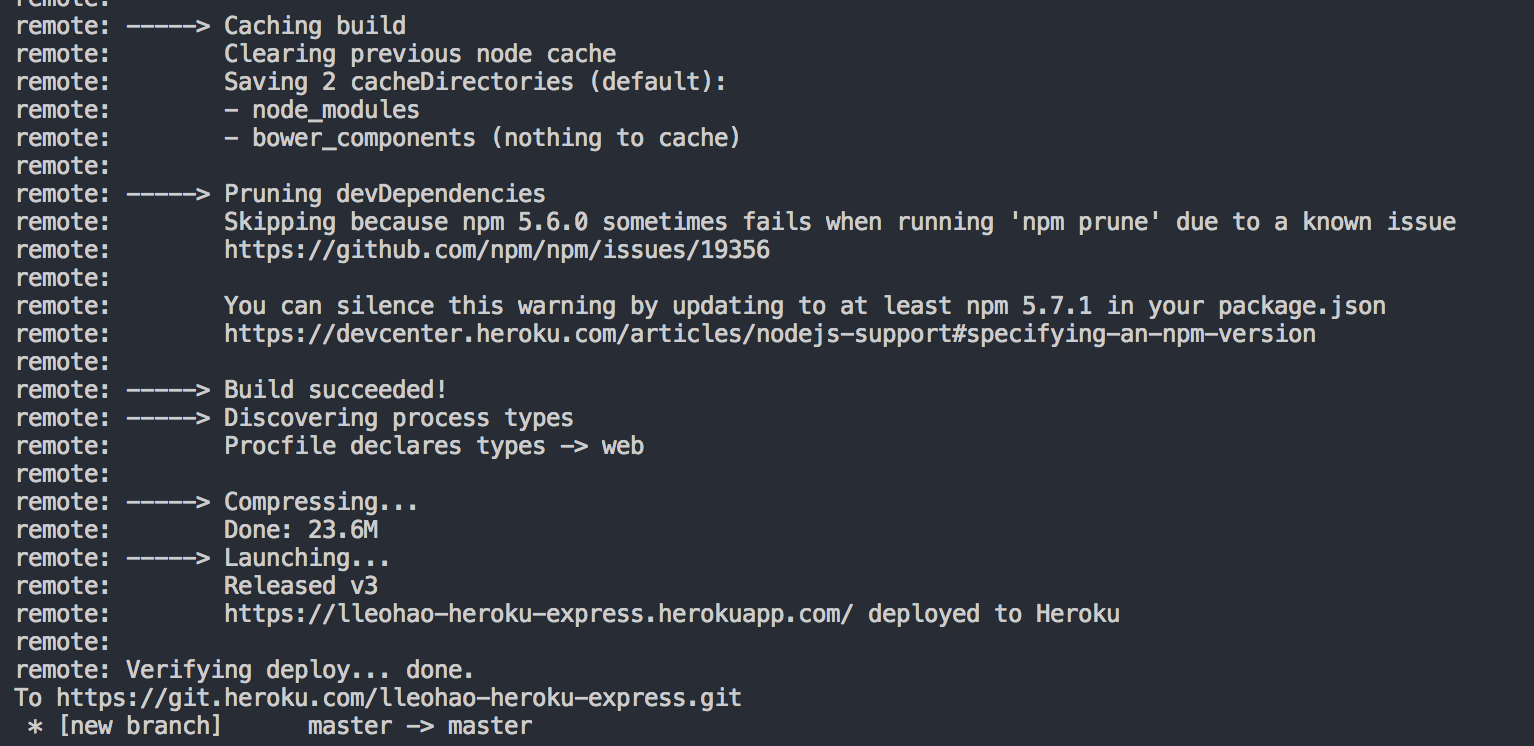 remote:
remote: -----> Caching build
remote:        Clearing previous node cache
remote:        Saving 2 cacheDirectories (default):
remote:        - node_modules
remote:        - bower_components (nothing to cache)
remote:
remote: -----> Pruning devDependencies
remote:        Skipping because npm 5.6.0 sometimes fails when running 'npm prune' due to a known issue
remote:        https://github.com/npm/npm/issues/19356
remote:
remote:        You can silence this warning by updating to at least npm 5.7.1 in your package.json
remote:        https://devcenter.heroku.com/articles/nodejs-support#specifying-an-npm-version
remote:
remote: -----> Build succeeded!
remote: -----> Discovering process types
remote:        Procfile declares types -> web
remote:
remote: -----> Compressing...
remote:        Done: 23.6M
remote: -----> Launching...
remote:        Released v3
remote:        https://lleohao-heroku-express.herokuapp.com/ deployed to Heroku
remote:
remote: Verifying deploy... done.
To https://git.heroku.com/lleohao-heroku-express.git
 * [new branch]      master -> master